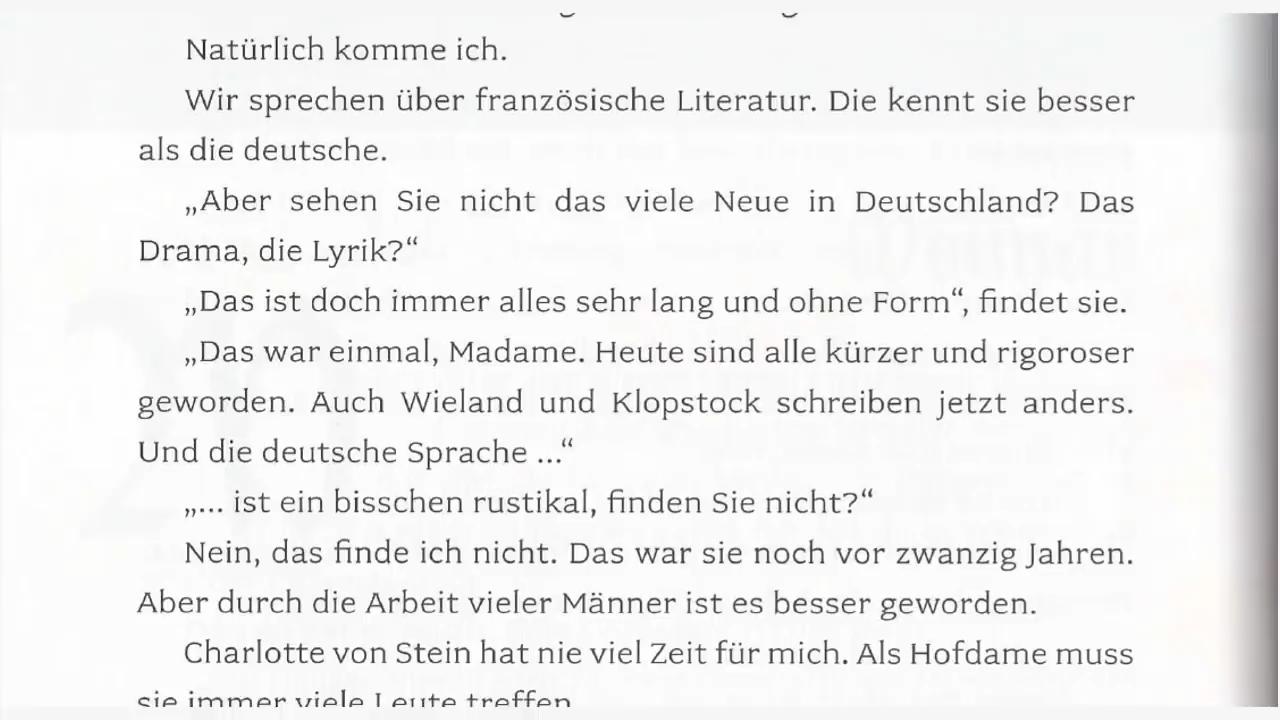 Natürlich komme ich.
Wir sprechen über französische Literatur. Die kennt sie besser
als die deutsche.
„Aber sehen Sie nicht das viele Neue in Deutschland? Das
Drama, die Lyrik?“
„Das ist doch immer alles sehr lang und ohne Form“, findet sie.
„Das war einmal, Madame. Heute sind alle kürzer und rigoroser
geworden. Auch Wieland und Klopstock schreiben jetzt anders.
Und die deutsche Sprache ...“
„... ist ein bisschen rustikal, finden Sie nicht?“
Nein, das finde ich nicht. Das war sie noch vor zwanzig Jahren.
Aber durch die Arbeit vieler Männer ist es besser geworden.
Charlotte von Stein hat nie viel Zeit für mich. Als Hofdame muss
sie immer viele Leute treffen